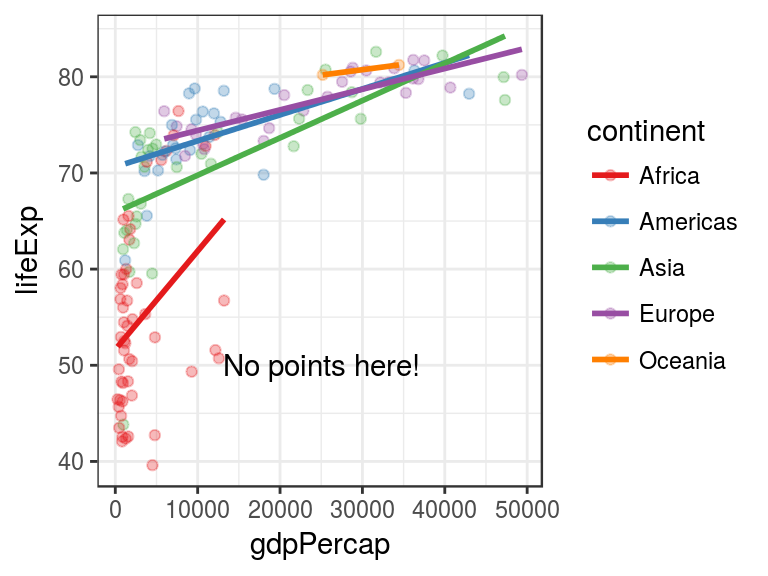 80
70
60
50
40
lifeExp
No points here!
0 10000 20000 30000 40000 50000
gdpPercap
continent
Africa
Americas
Asia
Europe
Oceania